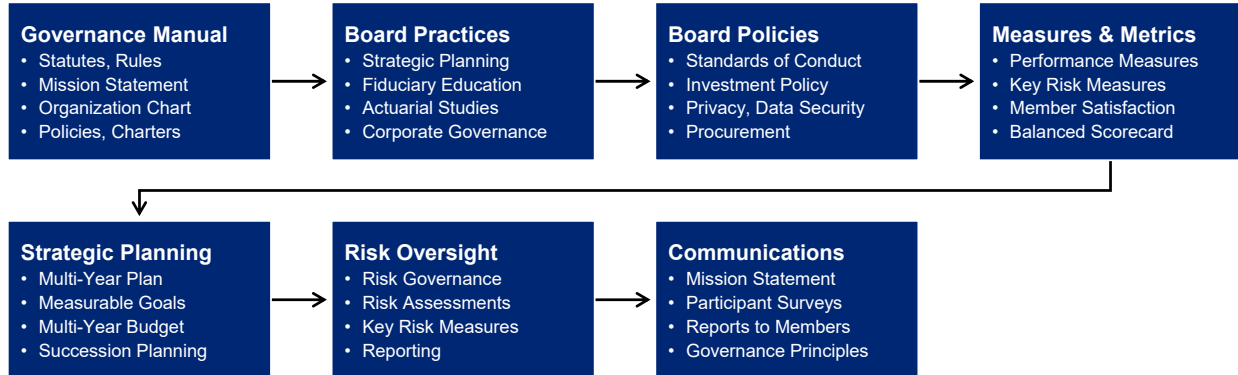 Governance Manual
• Statutes, Rules
• Mission Statement
• Organization Chart
• Policies, Charters
Board Practices
• Strategic Planning
• Fiduciary Education
• Actuarial Studies
• Corporate Governance
Board Policies
• Standards of Conduct
• Investment Policy
• Privacy, Data Security
• Procurement
Measures & Metrics
• Performance Measures
• Key Risk Measures
• Member Satisfaction
• Balanced Scorecard
Strategic Planning
• Multi-Year Plan
• Measurable Goals
• Multi-Year Budget
• Succession Planning
Risk Oversight
• Risk Governance
• Risk Assessments
• Key Risk Measures
• Reporting
Communications
• Mission Statement
• Participant Surveys
• Reports to Members
• Governance Principles